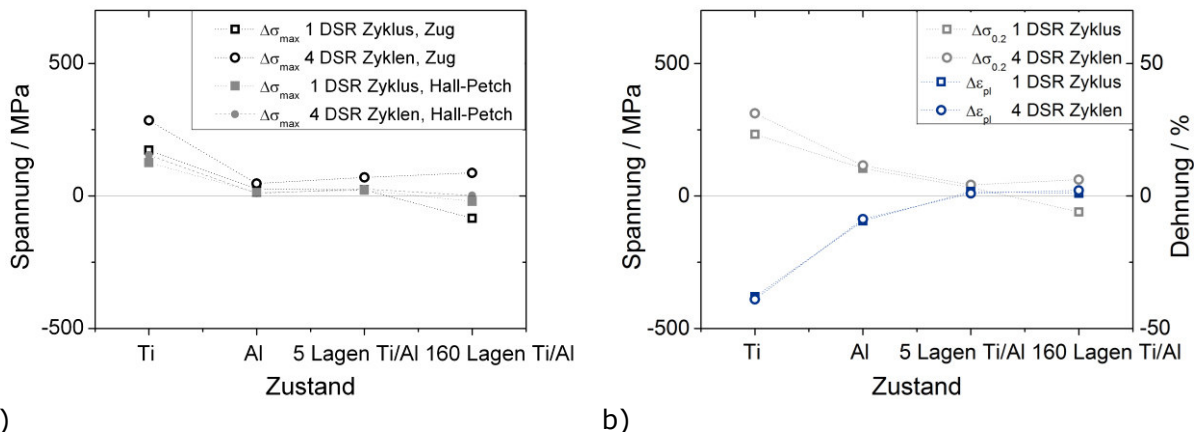 Δσmax 1 DSR Zyklus, Zug
Δσmax 4 DSR Zyklen, Zug
Δσmax 1 DSR Zyklus, Hall-Petch
Δσmax 4 DSR Zyklen, Hall-Petch
500
0
-500
Spannung / MPa
Ti
Al
5 Lagen Ti/Al
160 Lagen Ti/Al
Zustand
)
Δσ0.2 1 DSR Zyklus
Δσ0.2 4 DSR Zyklen
Δεpl 1 DSR Zyklus
Δεpl 4 DSR Zyklen
500
0
-500
Spannung / MPa
50
0
-50
Dehnung / %
Ti
Al
5 Lagen Ti/Al
160 Lagen Ti/Al
Zustand
b)